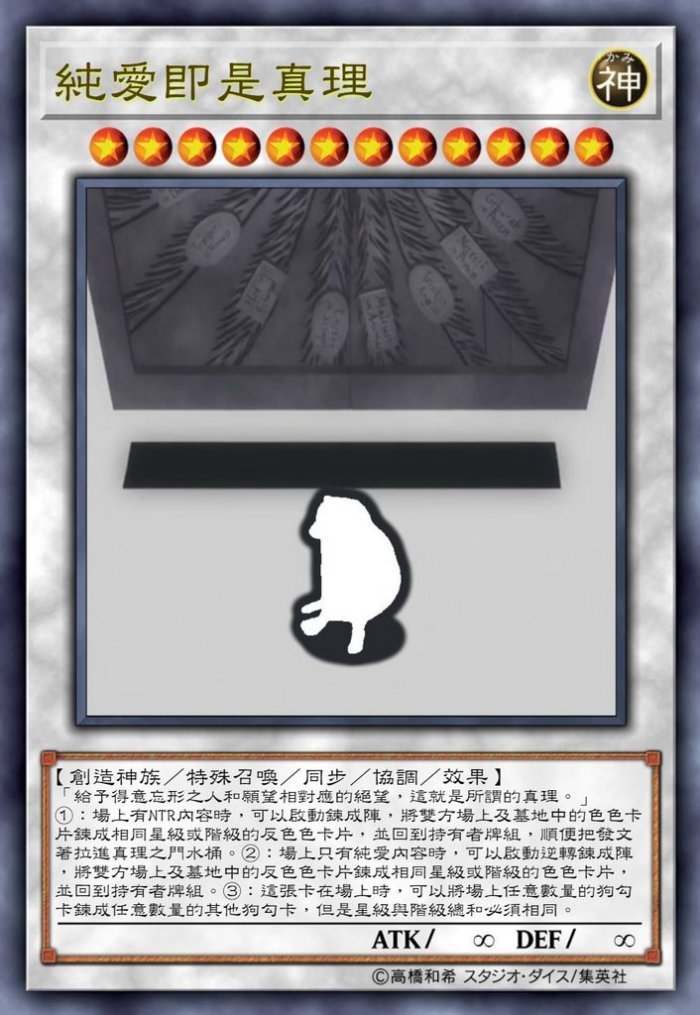 純愛即是真理
かみ
神
【創造神族／特殊召喚／同步／協調／效果】
「給予得意忘形之人和願望相對應的絕望，這就是所謂的真理。」
①：場上有NTR內容時，可以啟動鍊成陣，將雙方場上及墓地中的色色卡
片鍊成相同星級或階級的反色色卡片，並回到持有者牌組，順便把發文
著拉進真理之門水桶。②：場上只有純愛內容時，可以啟動逆轉鍊成陣
，將雙方場上及墓地中的反色色卡片鍊成相同星級或階級的色色卡片，
並回到持有者牌組。③：這張卡在場上時，可以將場上任意數量的狗勾
卡鍊成任意數量的其他狗勾卡，但是星級與階級總和必須相同。
ATK/ ∞ DEF/ ∞
©高橋和希 スタジオ・ダイス/集英社